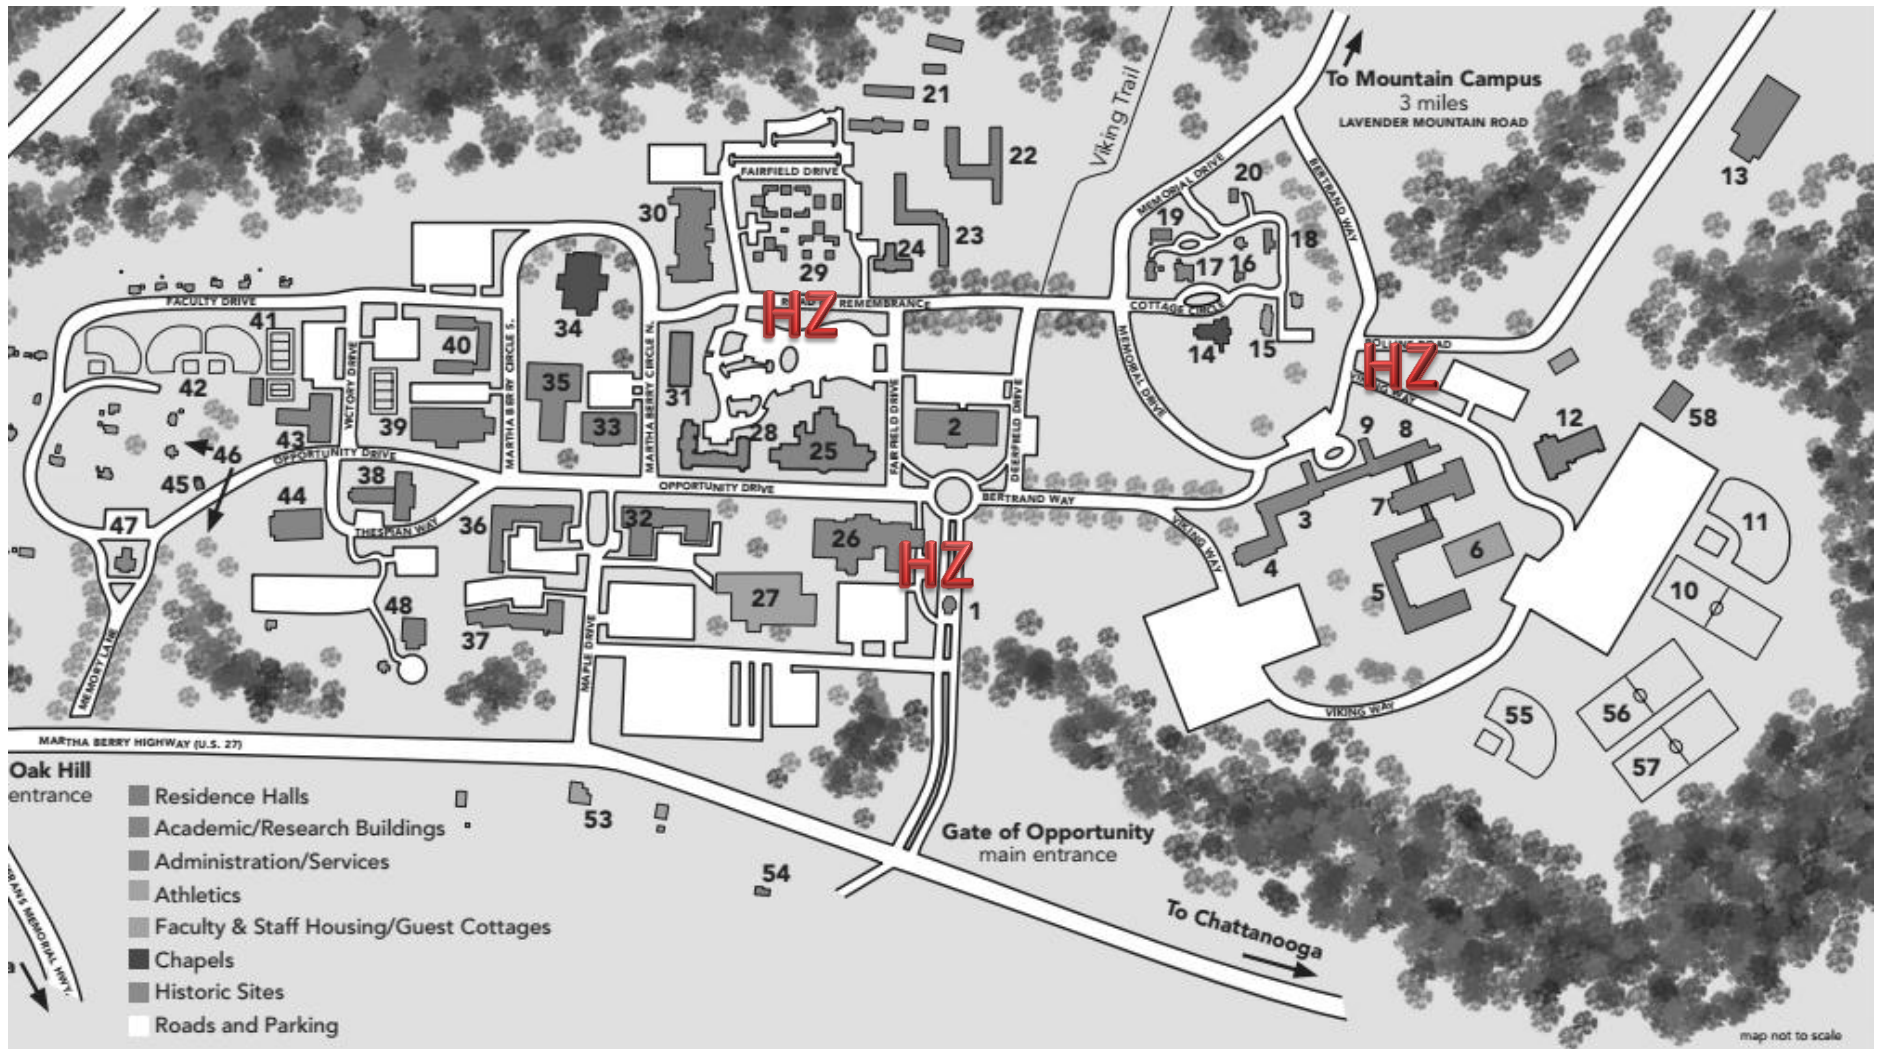 To Mountain Campus
3 miles
LAVENDER MOUNTAIN ROAD
Viking Trail
21
22
13
FAIRFIELD DRIVE
MEMORIAL DRIVE
BERTRAND WAY
20
30
19
23
18
24
17
16
29
FACULTY DRIVE
HZ
REMEMBRANCE
COTTAGE CIRCLE
41
34
40
14
15
ROLLING ROAD
HZ
WAY
MARTHA BERRY CIRCLE S.
MARTHA BERRY CIRCLE N.
VICTORY DRIVE
MEMORIAL DRIVE
42
35
31
12
58
43
39
33
28
25
FAIRFIELD DRIVE
2
DEERFIELD DRIVE
9
8
46
OPPORTUNITY DRIVE
45
38
OPPORTUNITY DRIVE
BERTRAND WAY
7
3
11
47
44
THESPIAN WAY
36
32
26
VIKING WAY
6
HZ
4
5
10
48
27
1
37
MAPLE DRIVE
MEMORY LANE
VIKING WAY
55
56
57
MARTHA BERRY HIGHWAY (U.S. 27)
Oak Hill
entrance
53
54
Gate of Opportunity
main entrance
To Chattanooga
Residence Halls
Academic/Research Buildings
Administration/Services
Athletics
Faculty & Staff Housing/Guest Cottages
Chapels
Historic Sites
Roads and Parking
MEMORIAL HWY.
map not to scale